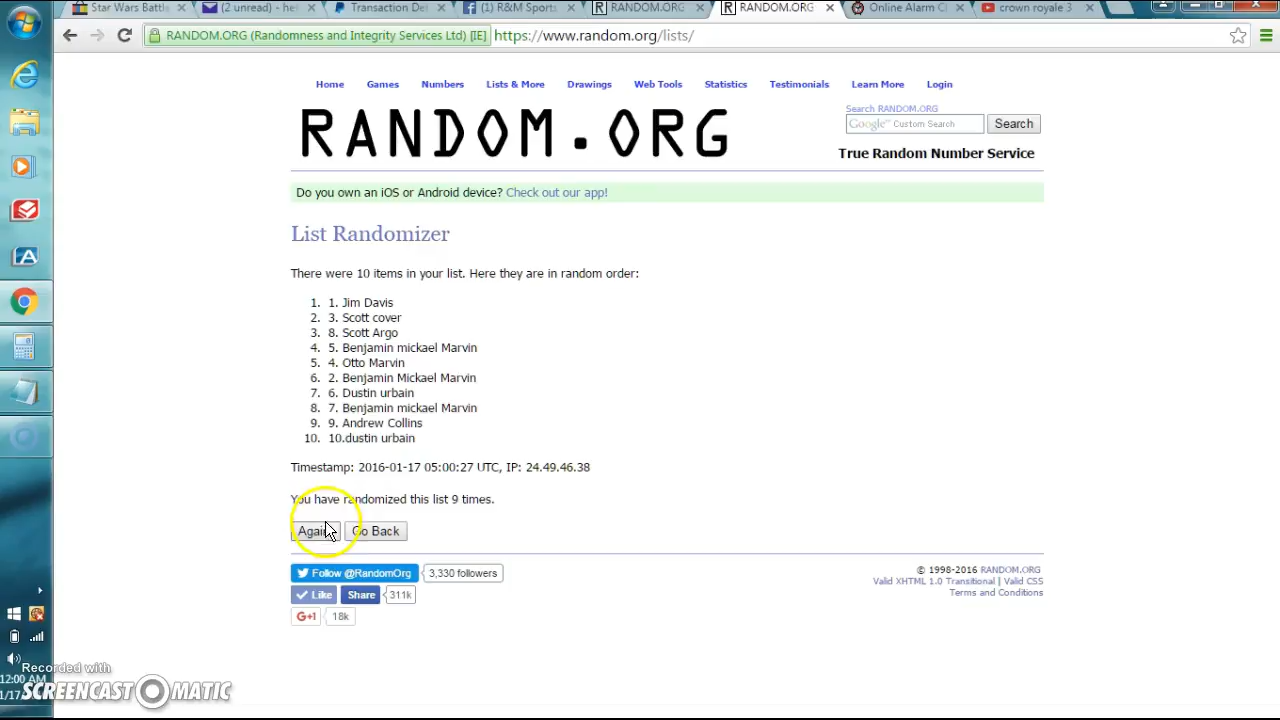 Star Wars Battl
(2 unread) - he
Transaction De
(1) R&M Sports
RANDOM.ORG
RANDOM.ORG
Online Alarm Cl
crown royale 3
RANDOM.ORG (Randomness and Integrity Services Ltd) [IE]
https://www.random.org/lists/
Home Games Numbers Lists & More Drawings Web Tools Statistics Testimonials Learn More Login
RANDOM.ORG
Search RANDOM.ORG
Google™ Custom Search
Search
True Random Number Service
Do you own an iOS or Android device? Check out our app!
List Randomizer
There were 10 items in your list. Here they are in random order:
1. 1. Jim Davis
2. 3. Scott cover
3. 8. Scott Argo
4. 5. Benjamin mickael Marvin
5. 4. Otto Marvin
6. 2. Benjamin Mickael Marvin
7. 6. Dustin urbain
8. 7. Benjamin mickael Marvin
9. 9. Andrew Collins
10. 10.dustin urbain
Timestamp: 2016-01-17 05:00:27 UTC, IP: 24.49.46.38
You have randomized this list 9 times.
Again Go Back
Follow @RandomOrg 3,330 followers
Like Share 311k
G+1 18k
© 1998-2016 RANDOM.ORG
Valid XHTML 1.0 Transitional | Valid CSS
Terms and Conditions
Recorded with
SCREENCAST MATIC
12:00 AM
1/17